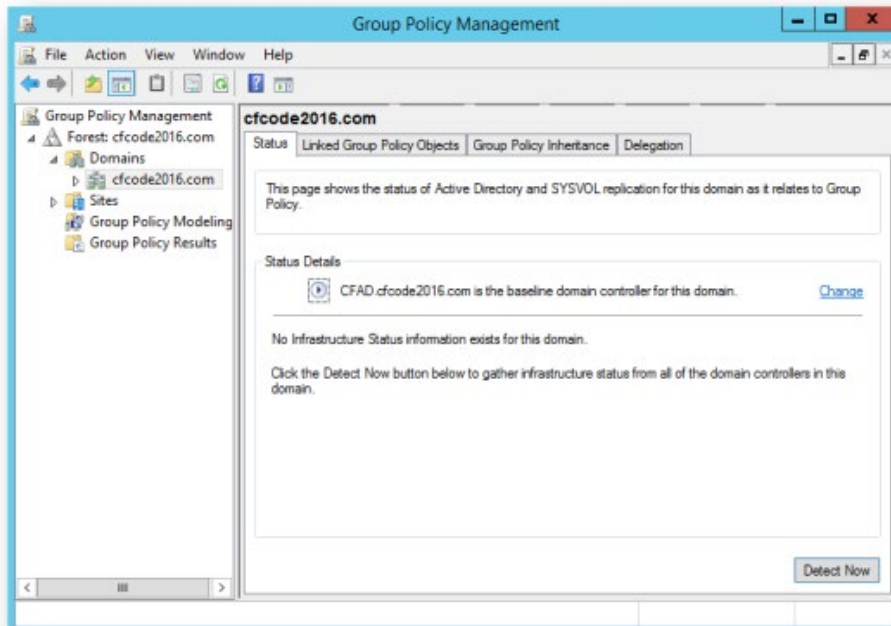 Group Policy Management
File Action View Window Help
Group Policy Management
Forest: cfcode2016.com
Domains
cfcode2016.com
Sites
Group Policy Modeling
Group Policy Results
cfcode2016.com
Status Linked Group Policy Objects Group Policy Inheritance Delegation
This page shows the status of Active Directory and SYSVOL replication for this domain as it relates to Group
Policy.
Status Details
CFAD.cfcode2016.com is the baseline domain controller for this domain. Change
No Infrastructure Status information exists for this domain.
Click the Detect Now button below to gather infrastructure status from all of the domain controllers in this
domain.
Detect Now